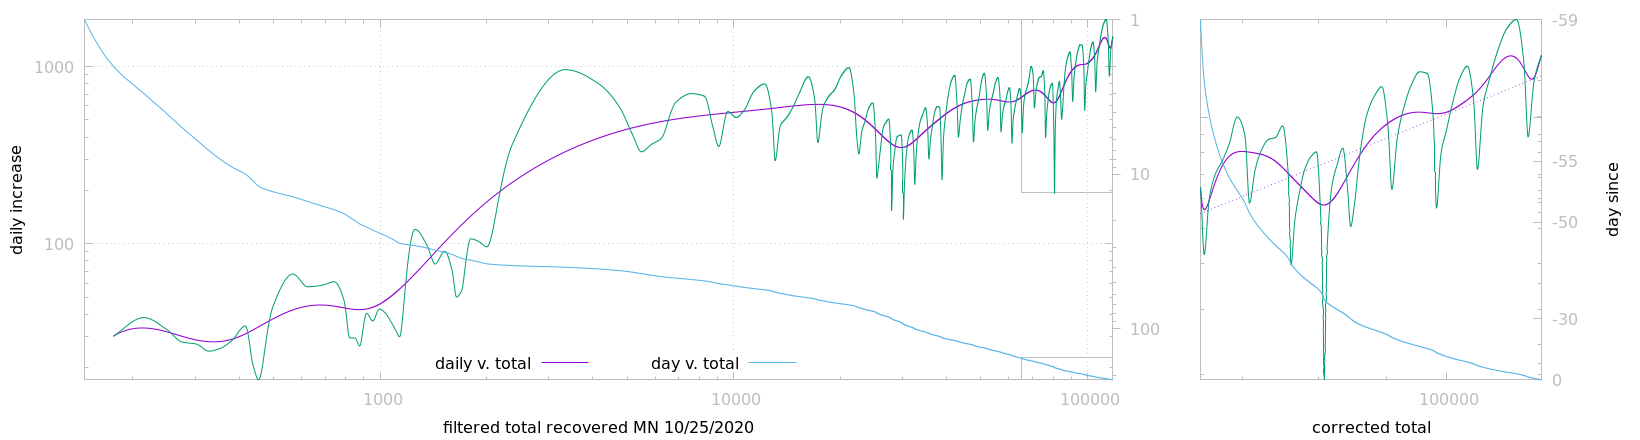 1000
100
daily increase
1
10
100
daily v. total
day v. total
1000
10000
100000
filtered total recovered MN 10/25/2020
-59
-55
-50
-30
0
day since
100000
corrected total